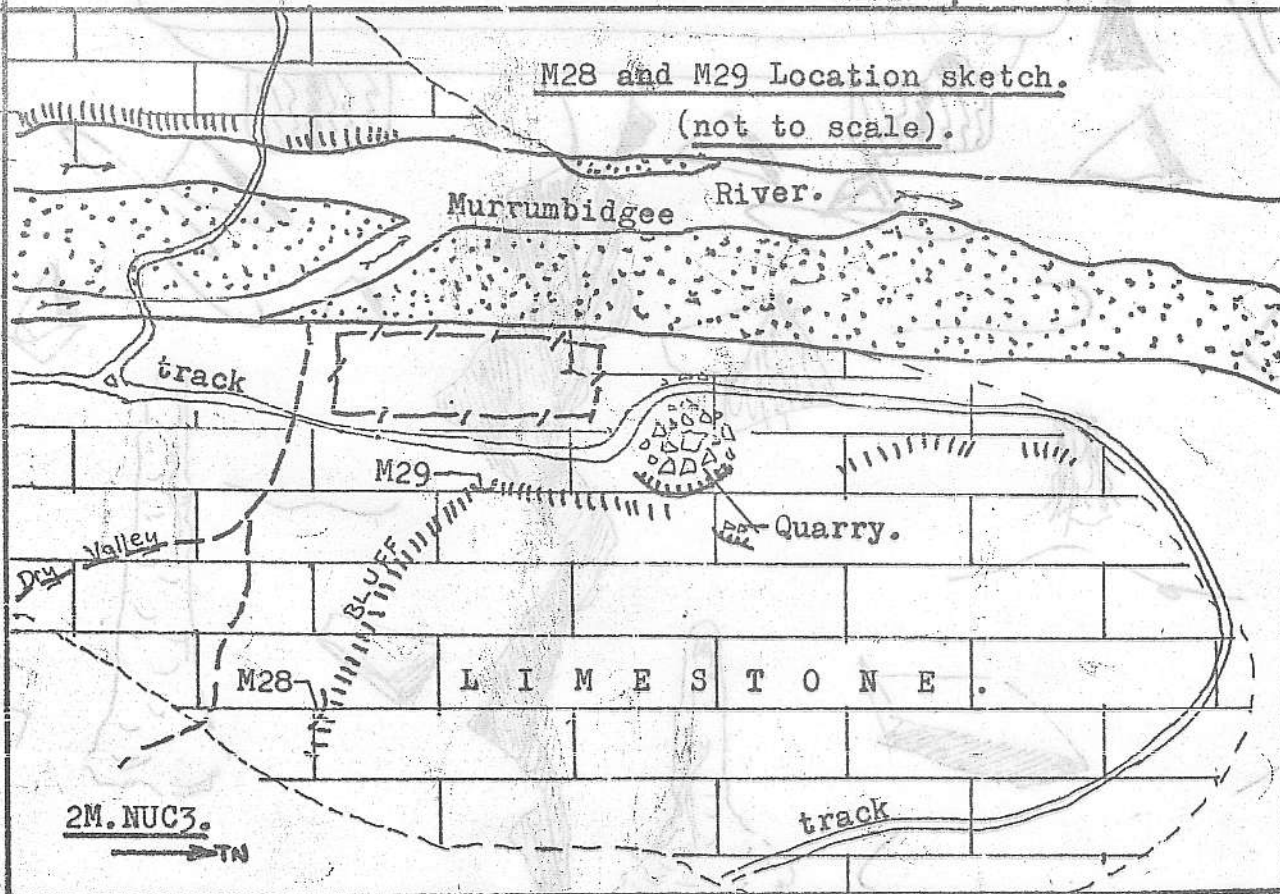 M28 and M29 Location sketch.
(not to scale).
Murrumbidgee River.
track
M29
Quarry.
Dry Valley
BLUFF
M28
LIMESTONE.
track
2M.NUC3.
TN